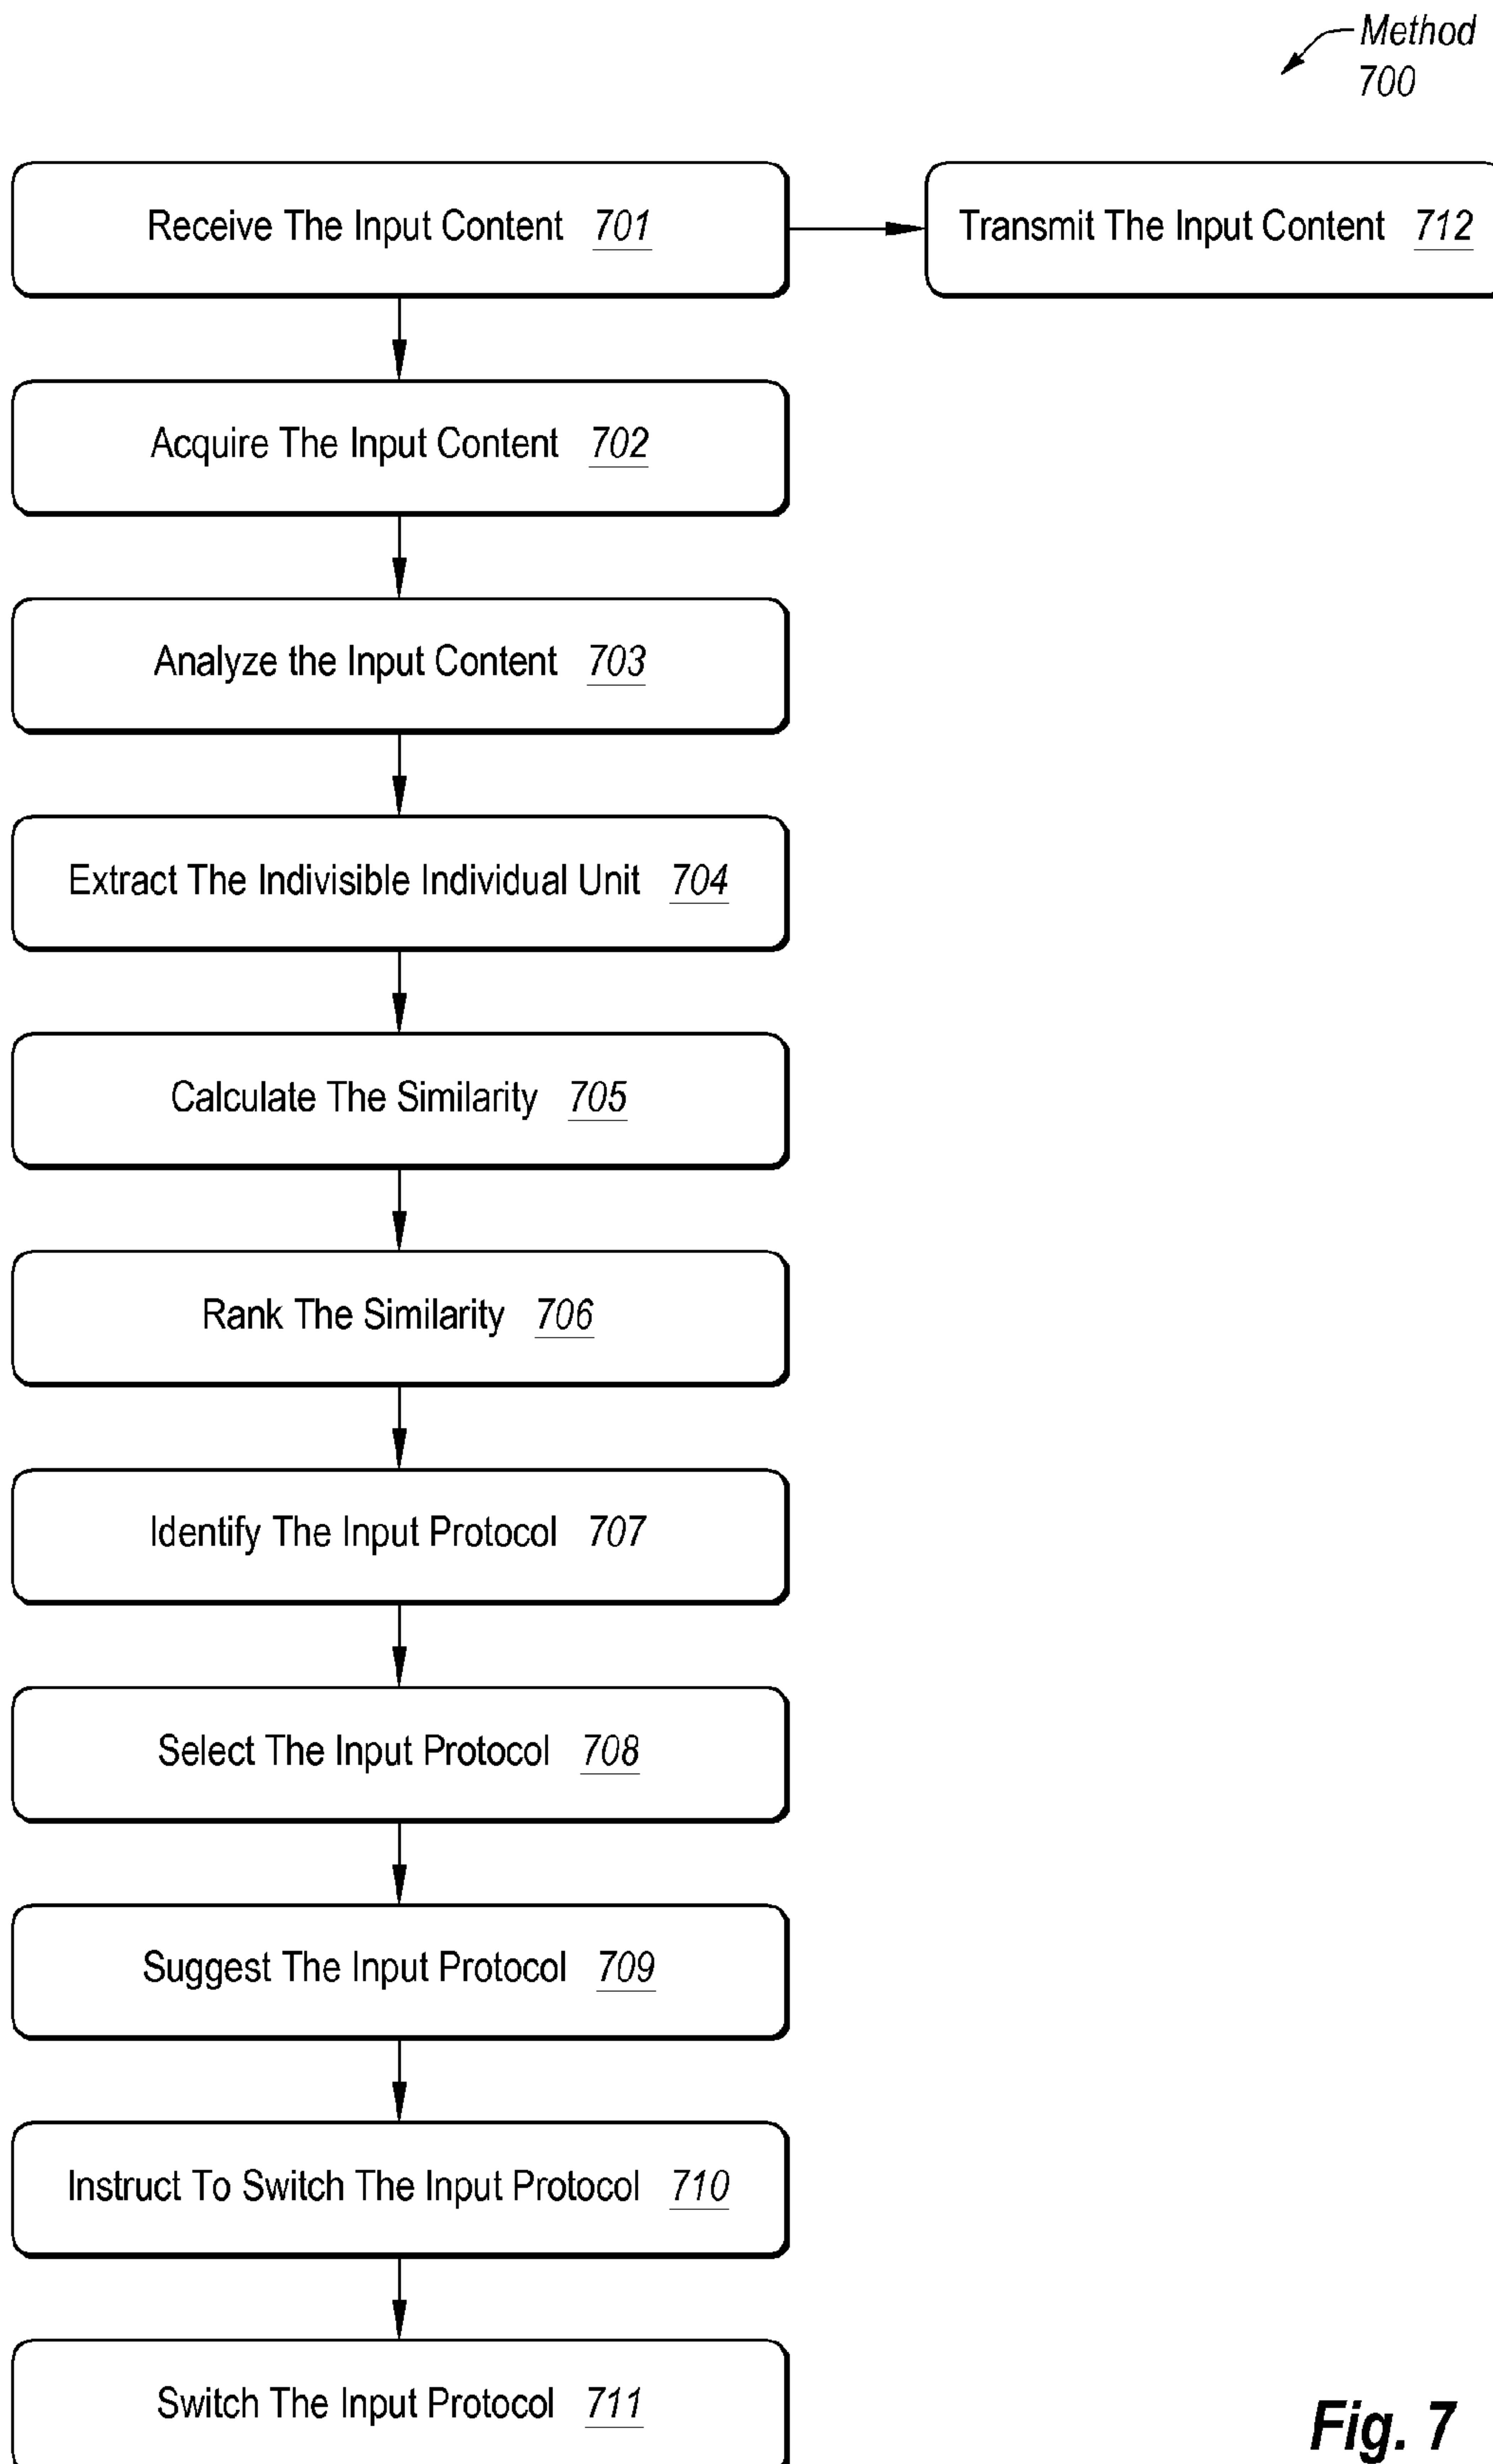 Method
700
Receive The Input Content 701
Transmit The Input Content 712
Acquire The Input Content 702
Analyze the Input Content 703
Extract The Indivisible Individual Unit 704
Calculate The Similarity 705
Rank The Similarity 706
Identify The Input Protocol 707
Select The Input Protocol 708
Suggest The Input Protocol 709
Instruct To Switch The Input Protocol 710
Switch The Input Protocol 711
Fig. 7